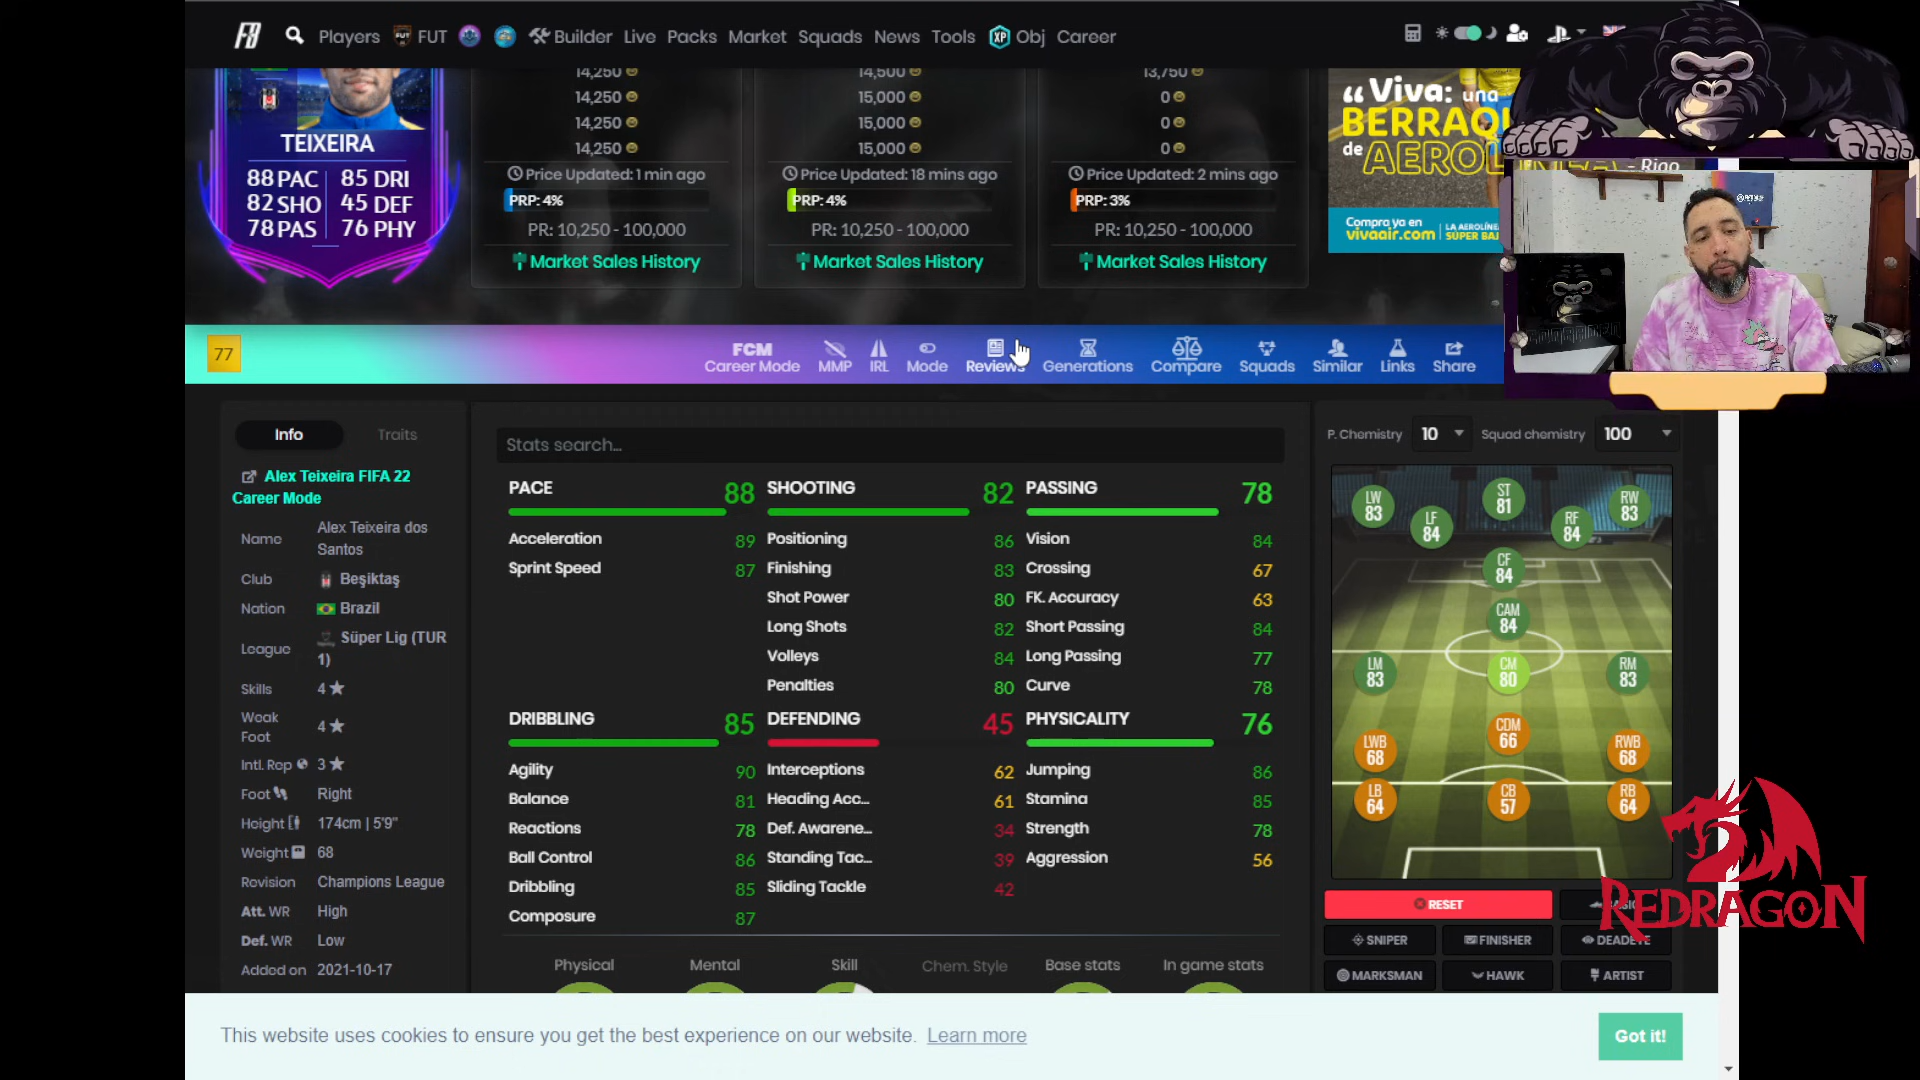 Players FUT Builder Live Packs Market Squads News Tools XP Obj Career
14,250 14,500 13,750
14,250 15,000 0
14,250 15,000 0
14,250 15,000 0
Price Updated: 1 min ago Price Updated: 18 mins ago Price Updated: 2 mins ago
PRP: 4% PRP: 4% PRP: 3%
PR: 10,250 - 100,000 PR: 10,250 - 100,000 PR: 10,250 - 100,000
Market Sales History Market Sales History Market Sales History
TEIXEIRA
88 PAC 85 DRI
82 SHO 45 DEF
78 PAS 76 PHY
“Viva: una
BERRAQ
de AEROL
Rigo
Compra ya en
vivaair.com
LA AEROLÍNE
SUPER BAJ
77
FCM
Career Mode MMP IRL Mode Reviews Generations Compare Squads Similar Links Share
Info Traits
Alex Teixeira FIFA 22
Career Mode
Name Alex Teixeira dos
Santos
Club Beşiktaş
Nation Brazil
League Süper Lig (TUR
1)
Skills 4
Weak
Foot 4
Intl. Rep 3
Foot Right
Height 174cm | 5'9"
Weight 68
Revision Champions League
Att. WR High
Def. WR Low
Added on 2021-10-17
Stats search...
PACE 88
Acceleration 89
Sprint Speed 87
SHOOTING 82
Positioning 86
Finishing 83
Shot Power 80
Long Shots 82
Volleys 84
Penalties 80
PASSING 78
Vision 84
Crossing 67
FK. Accuracy 63
Short Passing 84
Long Passing 77
Curve 78
DRIBBLING 85
Agility 90
Balance 81
Reactions 78
Ball Control 86
Dribbling 85
Composure 87
DEFENDING 45
Interceptions 62
Heading Acc... 61
Def. Awarene... 34
Standing Tac... 39
Sliding Tackle 42
PHYSICALITY 76
Jumping 86
Stamina 85
Strength 78
Aggression 56
Physical Mental Skill Chem. Style Base stats In game stats
P. Chemistry 10 Squad chemistry 100
LW 83
LF 84
ST 81
RF 84
RW 83
CF 84
CAM 84
LM 83
CM 80
RM 83
LWB 68
CDM 66
RWB 68
LB 64
CB 57
RB 64
RESET BASIC
SNIPER FINISHER DEADEYE
MARKSMAN HAWK ARTIST
REDRAGON
This website uses cookies to ensure you get the best experience on our website. Learn more
Got it!